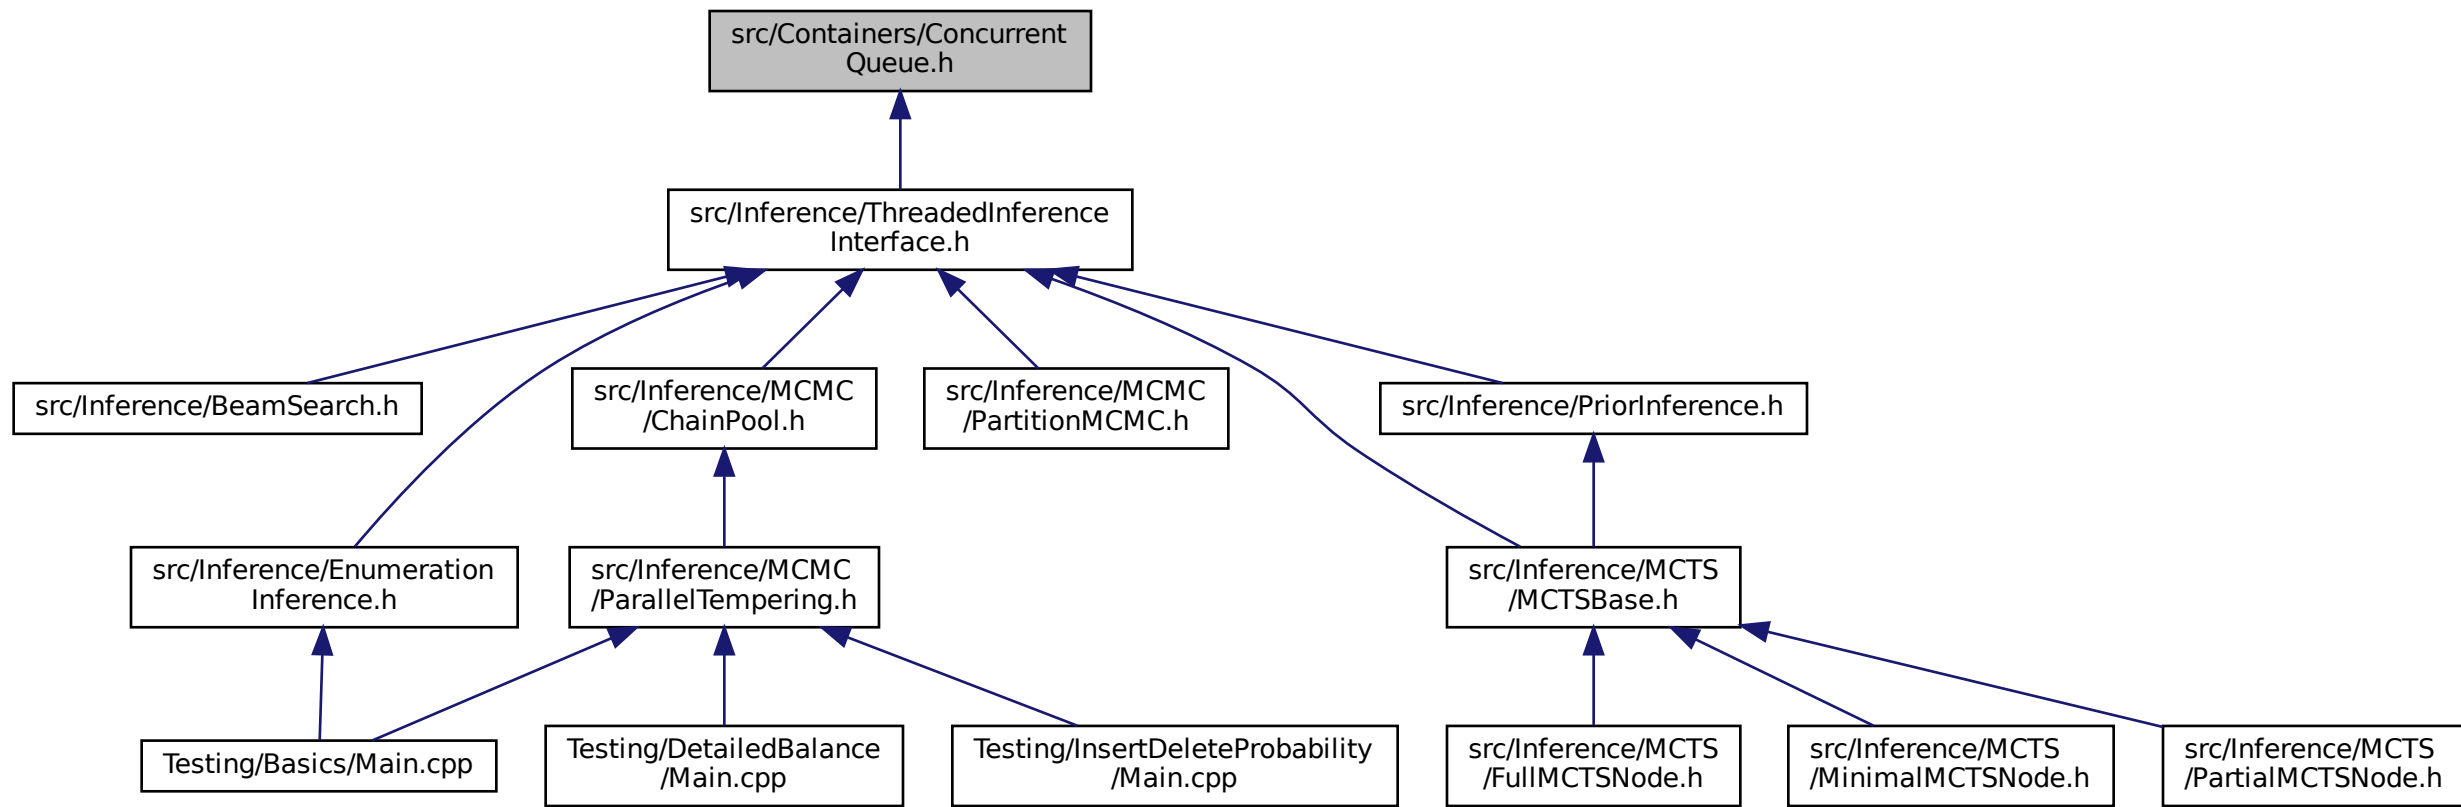 src/Containers/Concurrent
Queue.h
src/Inference/ThreadedInference
Interface.h
src/Inference/BeamSearch.h
src/Inference/MCMC
/ChainPool.h
src/Inference/MCMC
/PartitionMCMC.h
src/Inference/PriorInference.h
src/Inference/Enumeration
Inference.h
src/Inference/MCMC
/ParallelTempering.h
src/Inference/MCTS
/MCTSBase.h
Testing/Basics/Main.cpp
Testing/DetailedBalance
/Main.cpp
Testing/InsertDeleteProbability
/Main.cpp
src/Inference/MCTS
/FullMCTSNode.h
src/Inference/MCTS
/MinimalMCTSNode.h
src/Inference/MCTS
/PartialMCTSNode.h